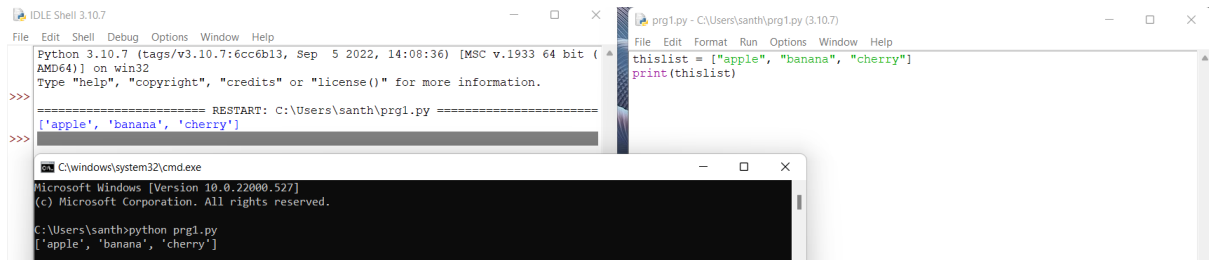 IDLE Shell 3.10.7
File Edit Shell Debug Options Window Help
Python 3.10.7 (tags/v3.10.7:6cc6b13, Sep  5 2022, 14:08:36) [MSC v.1933 64 bit (
AMD64)] on win32
Type "help", "copyright", "credits" or "license()" for more information.
>>>
======================== RESTART: C:\Users\santh\prg1.py =======================
['apple', 'banana', 'cherry']
>>>
prg1.py - C:\Users\santh\prg1.py (3.10.7)
File Edit Format Run Options Window Help
thislist = ["apple", "banana", "cherry"]
print(thislist)
C:\windows\system32\cmd.exe
Microsoft Windows [Version 10.0.22000.527]
(c) Microsoft Corporation. All rights reserved.
C:\Users\santh>python prg1.py
['apple', 'banana', 'cherry']